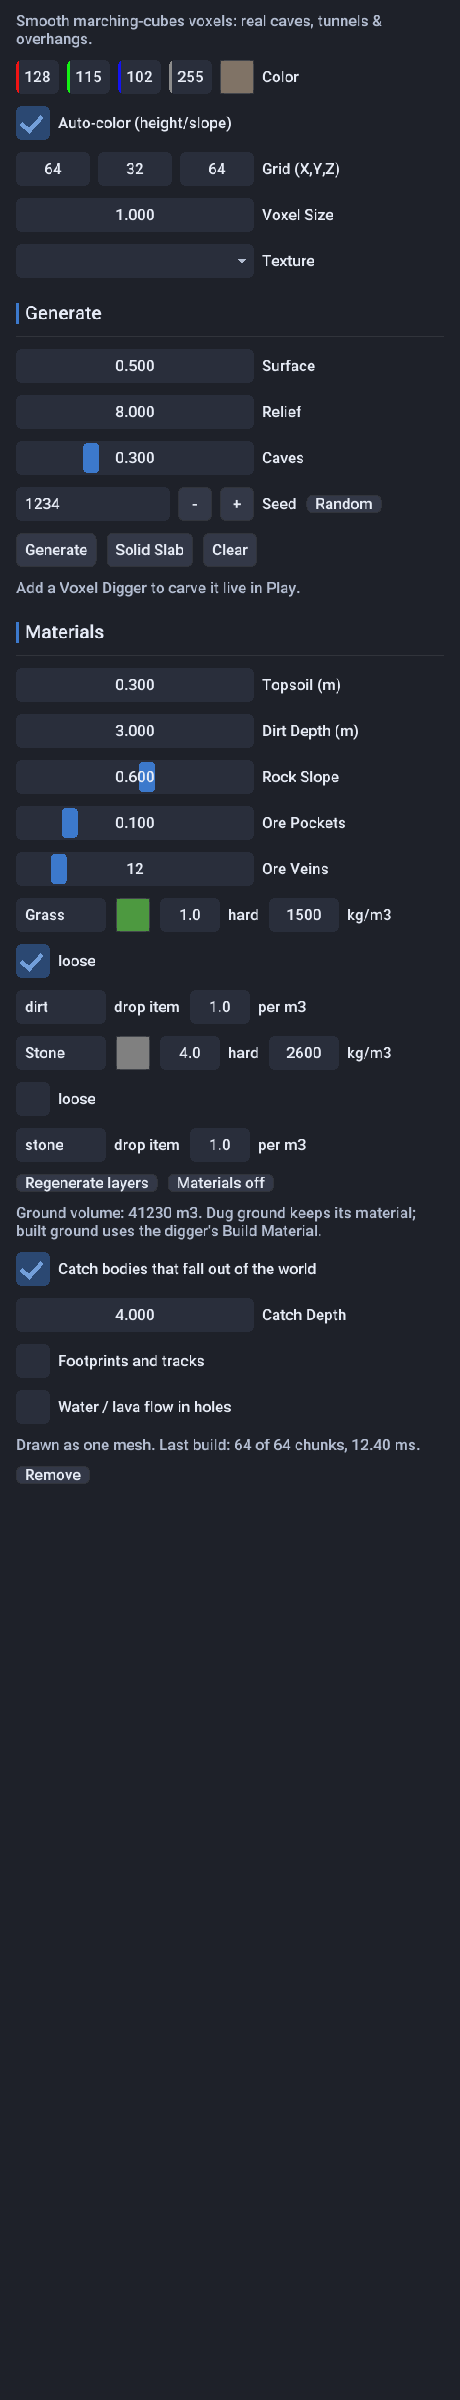 Smooth marching-cubes voxels: real caves, tunnels &
overhangs.
128 115 102 255 Color
Auto-color (height/slope)
64 32 64 Grid (X,Y,Z)
1.000 Voxel Size
Texture
Generate
0.500 Surface
8.000 Relief
0.300 Caves
1234 - + Seed Random
Generate Solid Slab Clear
Add a Voxel Digger to carve it live in Play.
Materials
0.300 Topsoil (m)
3.000 Dirt Depth (m)
0.600 Rock Slope
0.100 Ore Pockets
12 Ore Veins
Grass 1.0 hard 1500 kg/m3
loose
dirt drop item 1.0 per m3
Stone 4.0 hard 2600 kg/m3
loose
stone drop item 1.0 per m3
Regenerate layers Materials off
Ground volume: 41230 m3. Dug ground keeps its material;
built ground uses the digger's Build Material.
Catch bodies that fall out of the world
4.000 Catch Depth
Footprints and tracks
Water / lava flow in holes
Drawn as one mesh. Last build: 64 of 64 chunks, 12.40 ms.
Remove